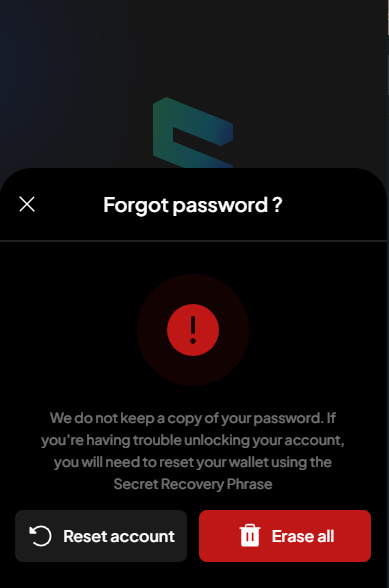 Forgot password ?
We do not keep a copy of your password. If
you're having trouble unlocking your account,
you will need to reset your wallet using the
Secret Recovery Phrase
Reset account
Erase all